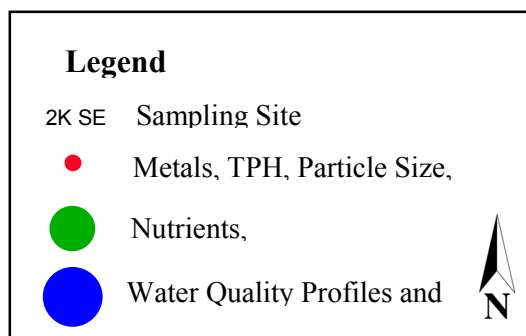 Legend
2K SE Sampling Site
Metals, TPH, Particle Size,
Nutrients,
Water Quality Profiles and
N